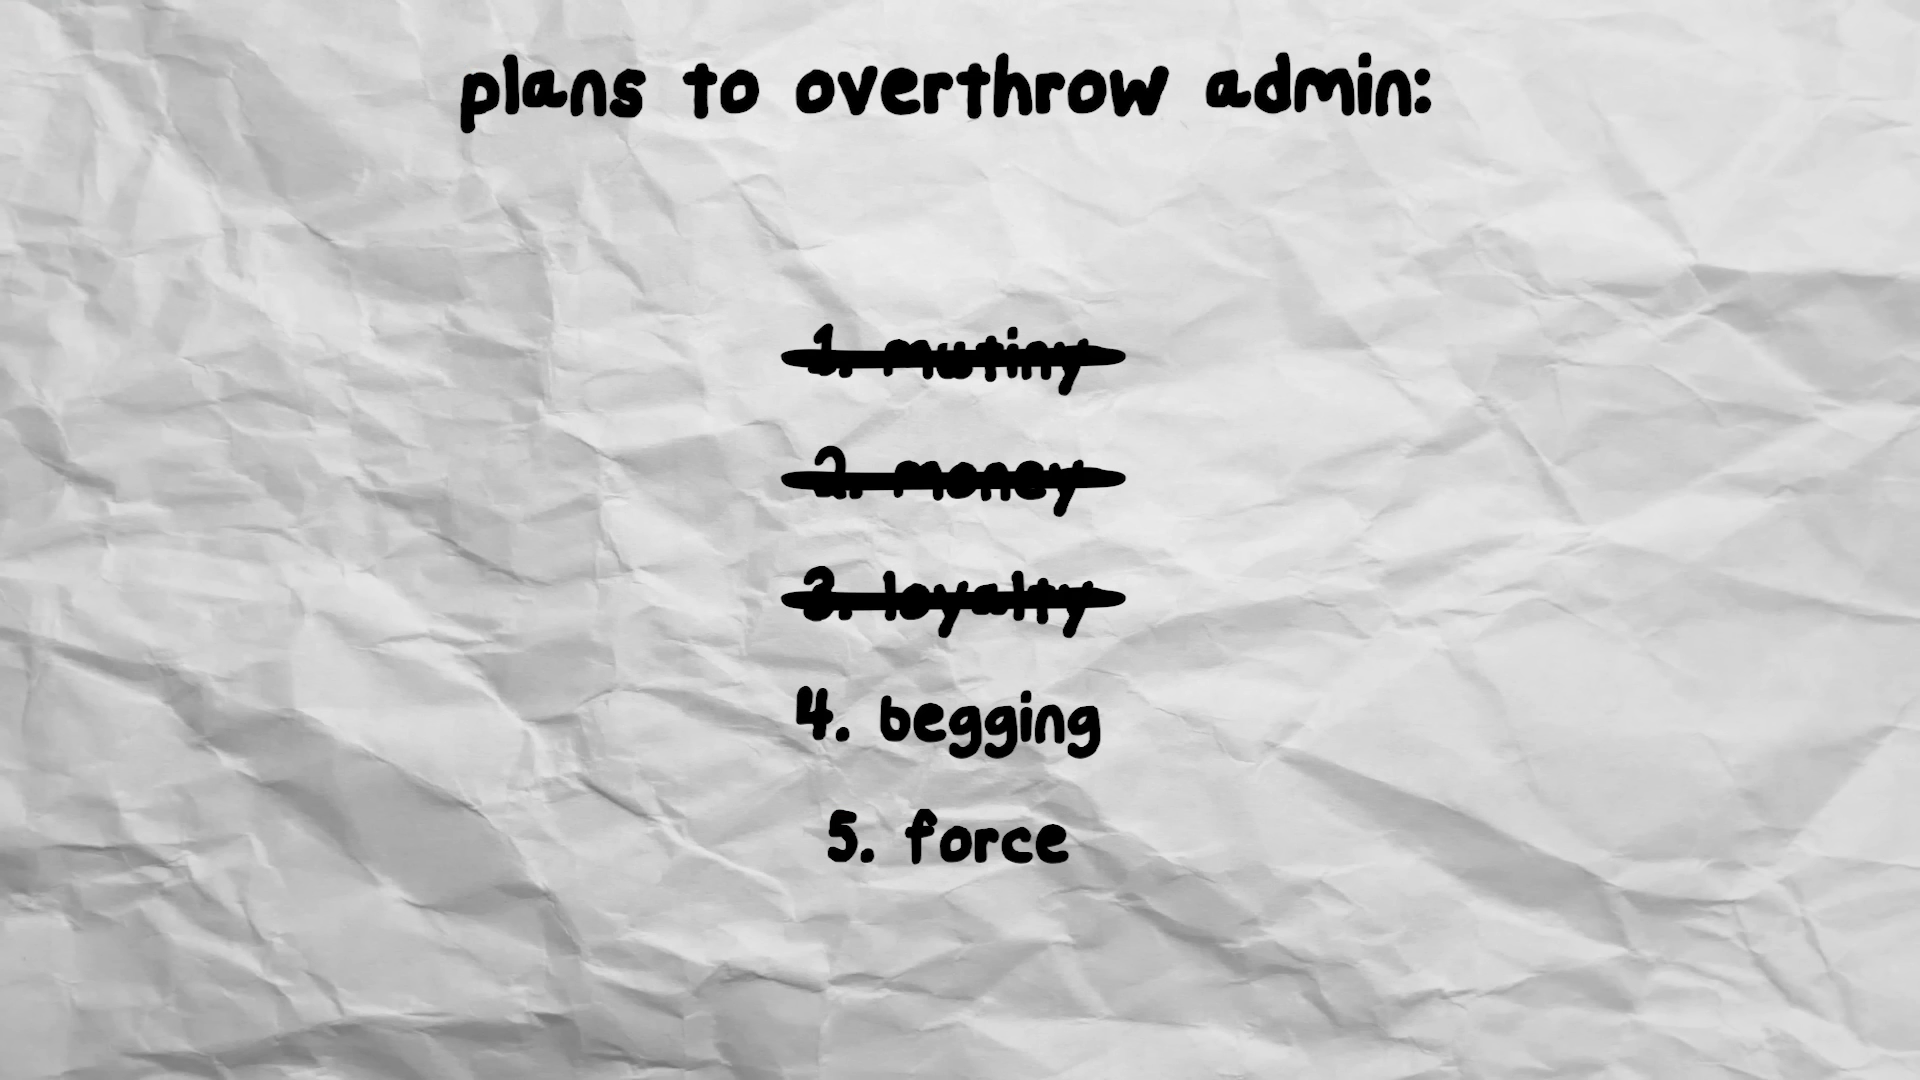 plans to overthrow admin:
1. mutiny
2. money
3. loyalty
4. begging
5. force